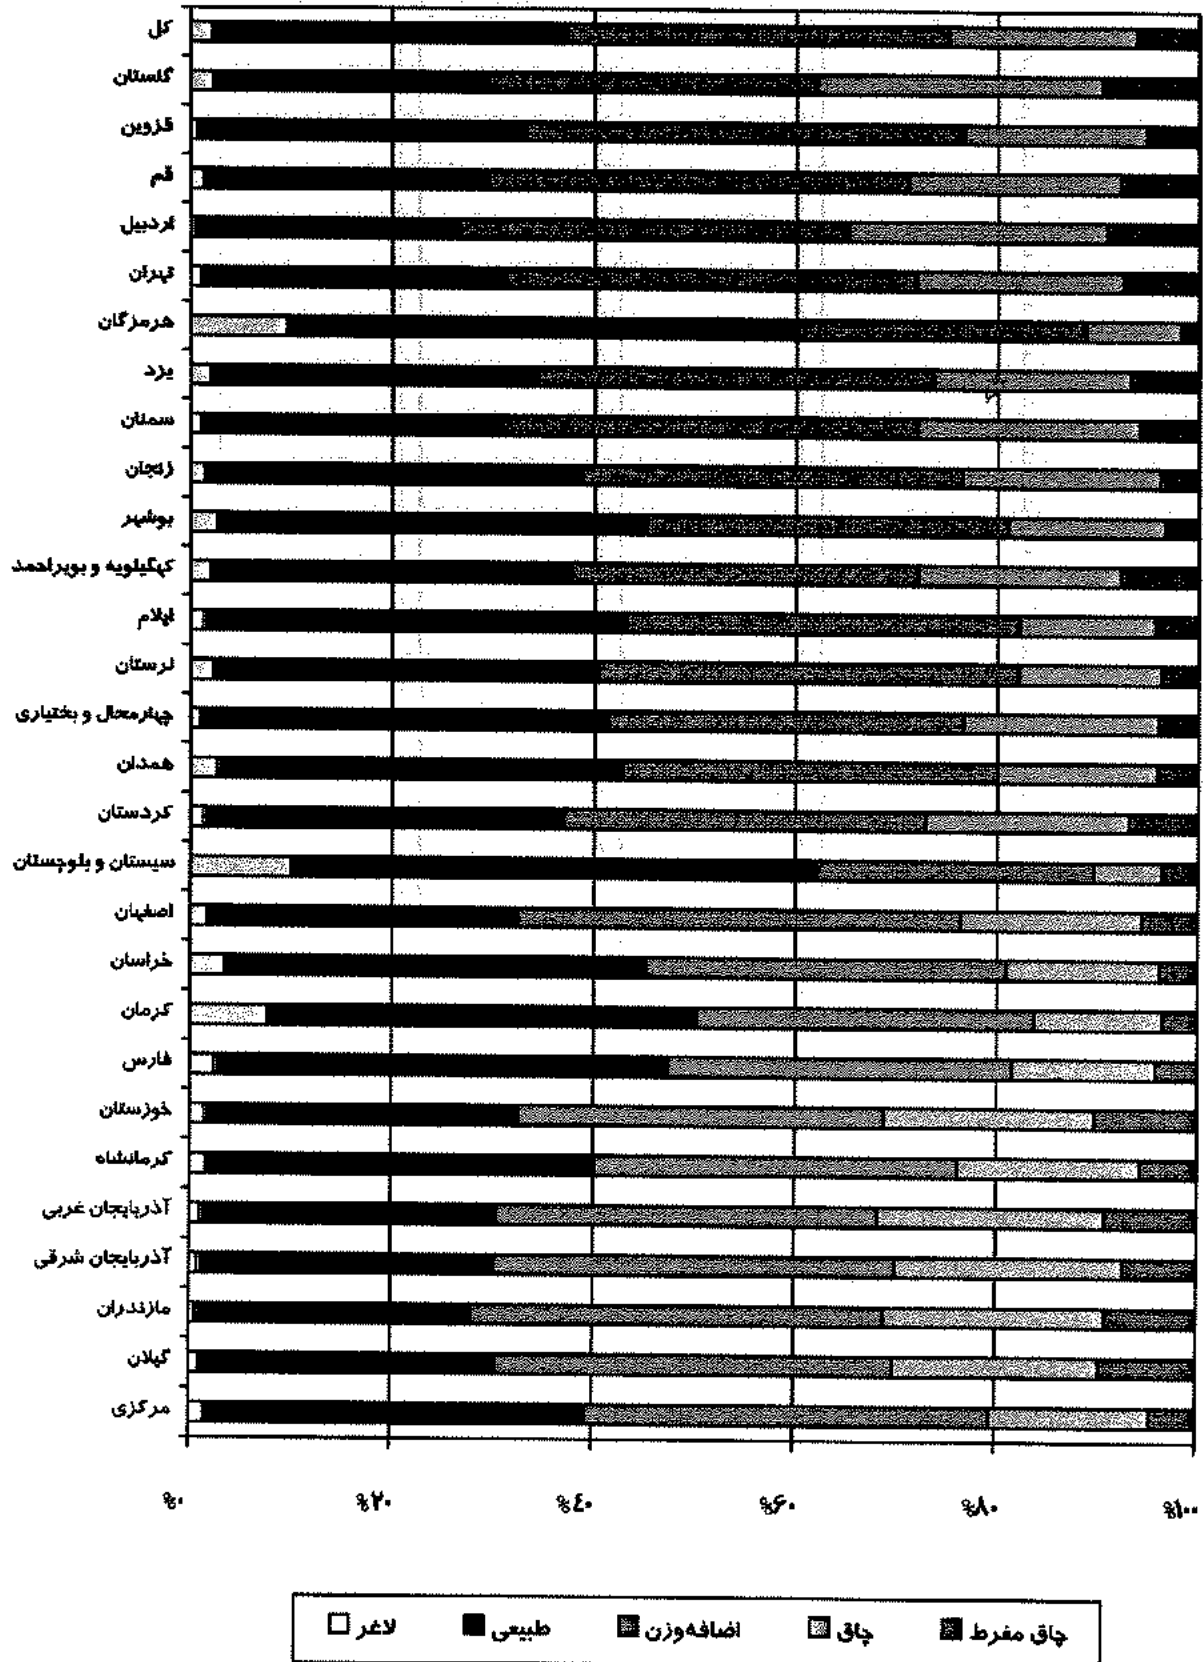 کل
گلستان
قزوین
قم
اردبیل
تهران
هرمزگان
یزد
سمنان
زنجان
بوشهر
کهگیلویه و بویراحمد
ایلام
لرستان
چهارمحال و بختیاری
همدان
کردستان
سیستان و بلوچستان
اصفهان
خراسان
کرمان
فارس
خوزستان
کرمانشاه
آذربایجان غربی
آذربایجان شرقی
مازندران
گیلان
مرکزی
%۰ %۲۰ %٤۰ %۶۰ %۸۰ %۱۰۰
لاغر طبیعی اضافه‌وزن چاق چاق مفرط